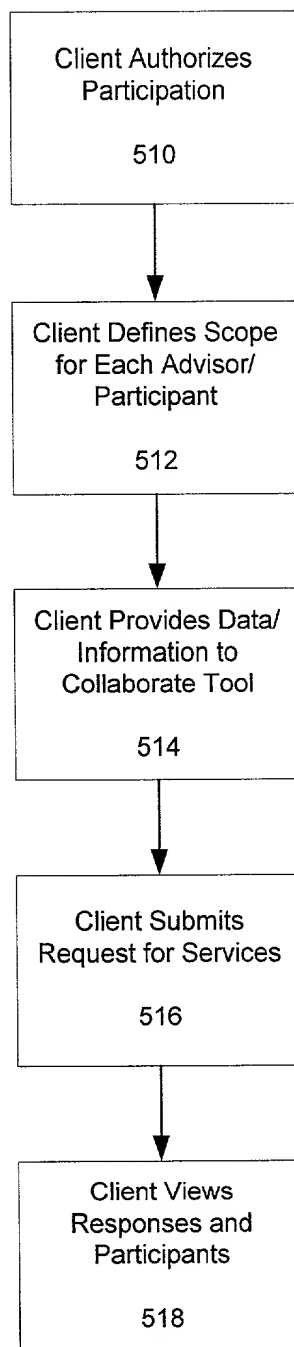 Client Authorizes
Participation
510
Client Defines Scope
for Each Advisor/
Participant
512
Client Provides Data/
Information to
Collaborate Tool
514
Client Submits
Request for Services
516
Client Views
Responses and
Participants
518